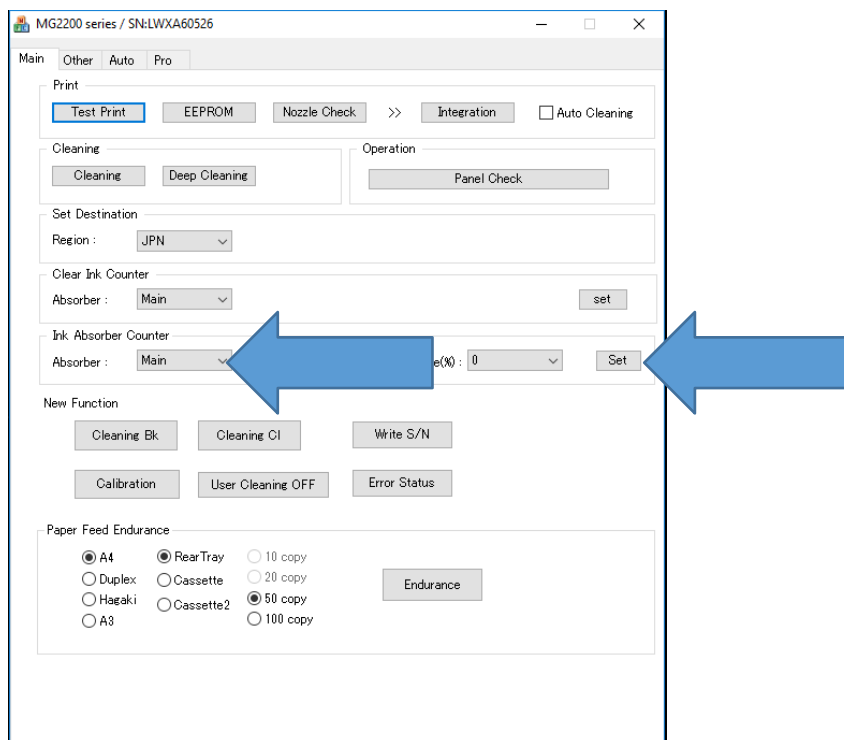 MG2200 series / SN:LWXA60526
Main Other Auto Pro
Print
Test Print EEPROM Nozzle Check >> Integration Auto Cleaning
Cleaning Operation
Cleaning Deep Cleaning Panel Check
Set Destination
Region : JPN
Clear Ink Counter
Absorber : Main set
Ink Absorber Counter
Absorber : Main e(%) : 0 Set
New Function
Cleaning Bk Cleaning Cl Write S/N
Calibration User Cleaning OFF Error Status
Paper Feed Endurance
A4 RearTray 10 copy
Duplex Cassette 20 copy
Endurance
Hagaki Cassette2 50 copy
A3 100 copy